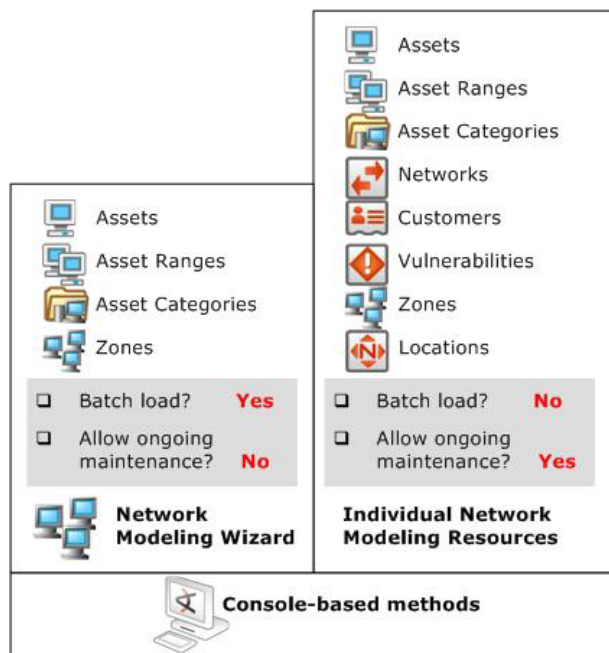 Assets
Asset Ranges
Asset Categories
Zones
Batch load? Yes
Allow ongoing
maintenance? No
Network
Modeling Wizard
Assets
Asset Ranges
Asset Categories
Networks
Customers
Vulnerabilities
Zones
N
Locations
Batch load? No
Allow ongoing
maintenance? Yes
Individual Network
Modeling Resources
Console-based methods